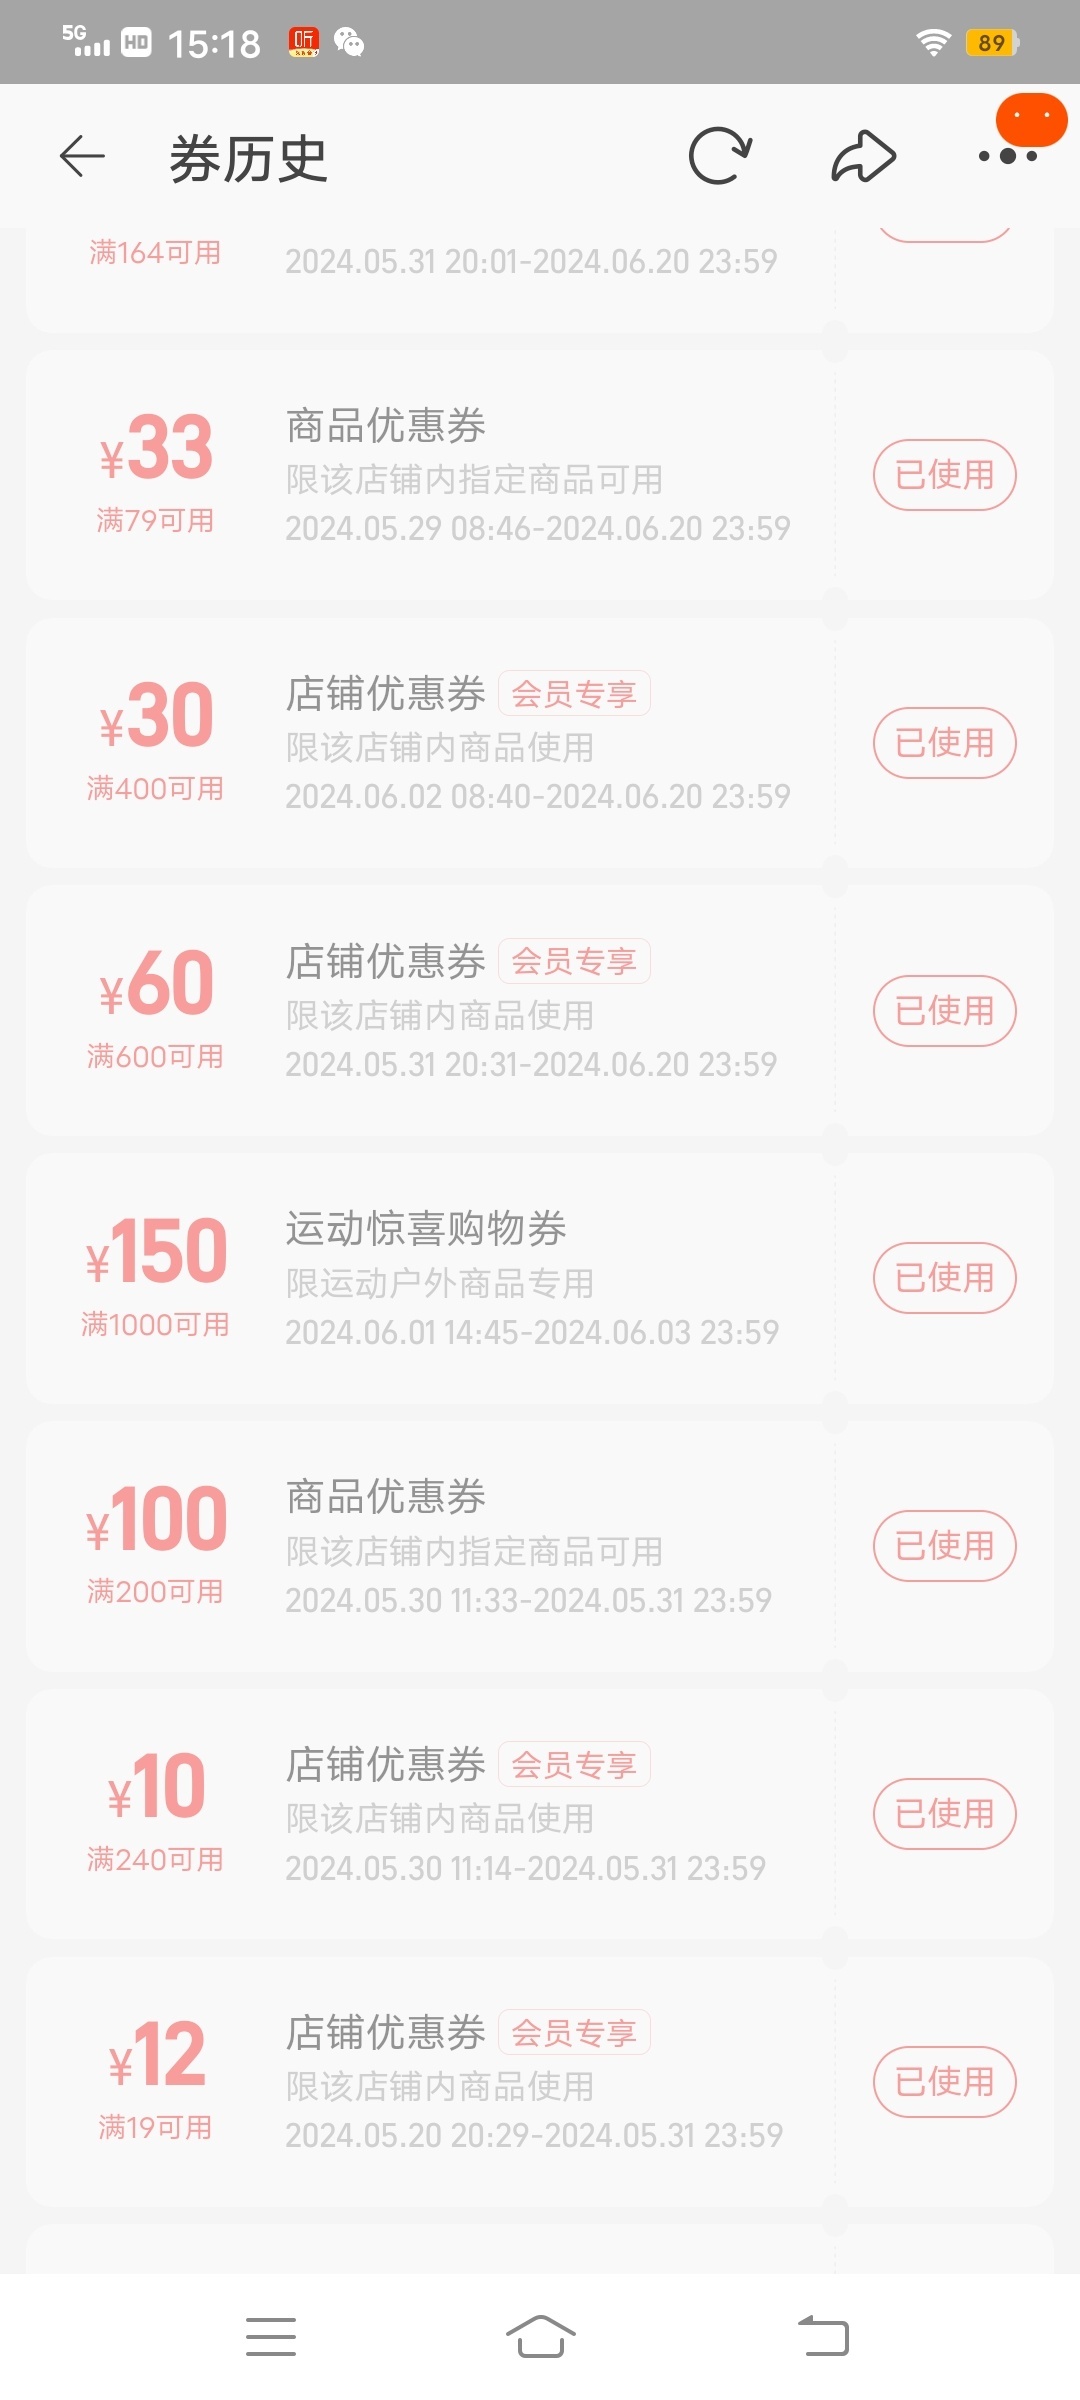 5G HD 15:18 听 89
券历史
满164可用
2024.05.31 20:01-2024.06.20 23:59
¥33
满79可用
商品优惠券
限该店铺内指定商品可用
2024.05.29 08:46-2024.06.20 23:59
已使用
¥30
满400可用
店铺优惠券 会员专享
限该店铺内商品使用
2024.06.02 08:40-2024.06.20 23:59
已使用
¥60
满600可用
店铺优惠券 会员专享
限该店铺内商品使用
2024.05.31 20:31-2024.06.20 23:59
已使用
¥150
满1000可用
运动惊喜购物券
限运动户外商品专用
2024.06.01 14:45-2024.06.03 23:59
已使用
¥100
满200可用
商品优惠券
限该店铺内指定商品可用
2024.05.30 11:33-2024.05.31 23:59
已使用
¥10
满240可用
店铺优惠券 会员专享
限该店铺内商品使用
2024.05.30 11:14-2024.05.31 23:59
已使用
¥12
满19可用
店铺优惠券 会员专享
限该店铺内商品使用
2024.05.20 20:29-2024.05.31 23:59
已使用